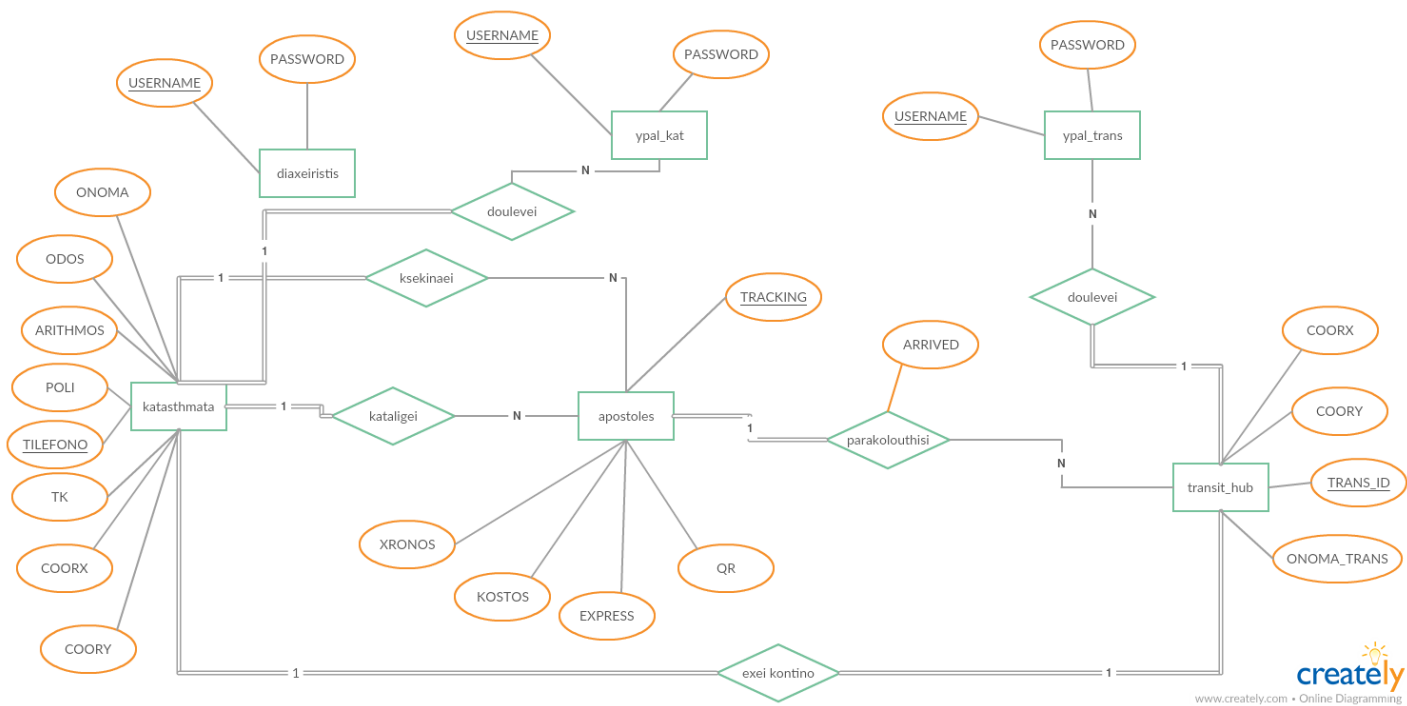 USERNAME
PASSWORD
diaxeiristis
USERNAME
PASSWORD
ypal_kat
N
doulevei
1
PASSWORD
USERNAME
ypal_trans
N
doulevei
1
ONOMA
ODOS
ARITHMOS
POLI
TILEFONO
TK
COORX
COORY
katasthmata
1
ksekinaei
N
1
kataligei
N
TRACKING
apostoles
XRONOS
KOSTOS
EXPRESS
QR
1
ARRIVED
parakolouthisi
N
COORX
COORY
TRANS_ID
ONOMA_TRANS
transit_hub
1
exei kontino
1
creately
www.creately.com • Online Diagramming